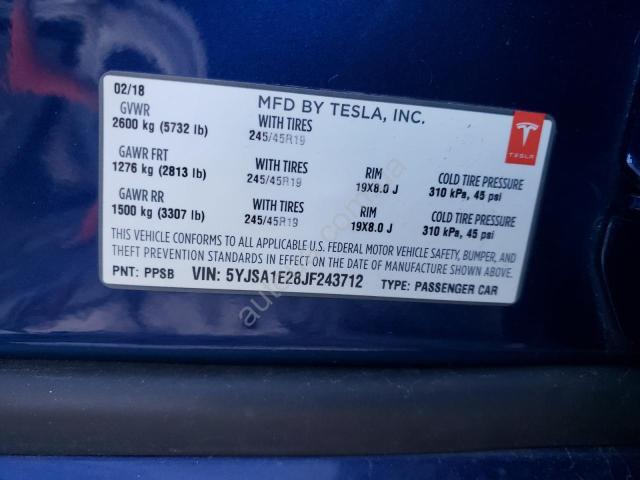 02/18
MFD BY TESLA, INC.
GVWR
2600 kg (5732 lb)
WITH TIRES
245/45R19
TESLA
GAWR FRT
1276 kg (2813 lb)
WITH TIRES
245/45R19
RIM
19X8.0 J
COLD TIRE PRESSURE
310 kPa, 45 psi
GAWR RR
1500 kg (3307 lb)
WITH TIRES
245/45R19
RIM
19X8.0 J
COLD TIRE PRESSURE
310 kPa, 45 psi
THIS VEHICLE CONFORMS TO ALL APPLICABLE U.S. FEDERAL MOTOR VEHICLE SAFETY, BUMPER, AND
THEFT PREVENTION STANDARDS IN EFFECT ON THE DATE OF MANUFACTURE SHOWN ABOVE.
PNT: PPSB VIN: 5YJSA1E28JF243712 TYPE: PASSENGER CAR